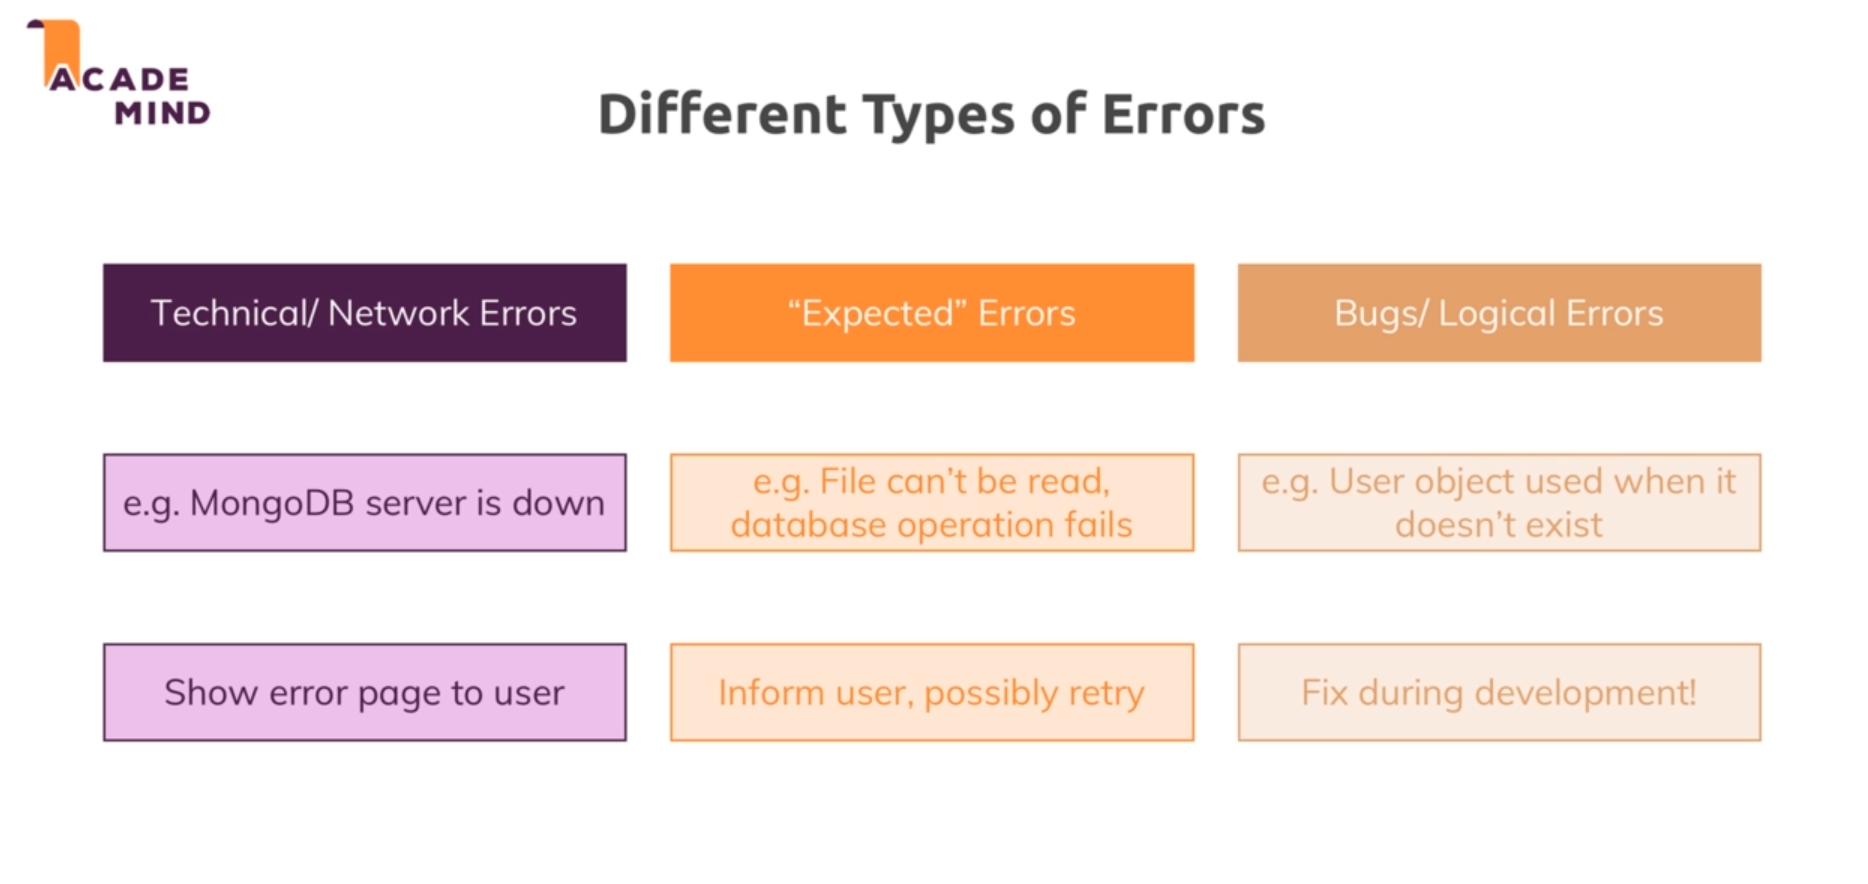 ACADE
MIND
Different Types of Errors
Technical/ Network Errors
“Expected” Errors
Bugs/ Logical Errors
e.g. MongoDB server is down
e.g. File can’t be read,
database operation fails
e.g. User object used when it
doesn’t exist
Show error page to user
Inform user, possibly retry
Fix during development!